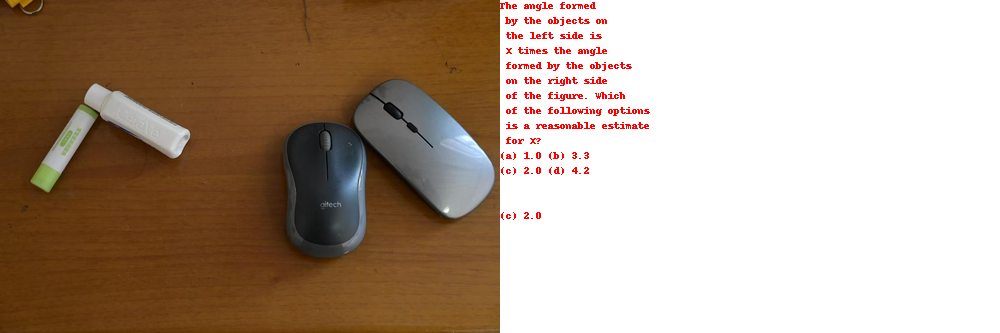 The angle formed
by the objects on
the left side is
X times the angle
formed by the objects
on the right side
of the figure. Which
of the following options
is a reasonable estimate
for X?
(a) 1.0 (b) 3.3
(c) 2.0 (d) 4.2
(c) 2.0
gitech